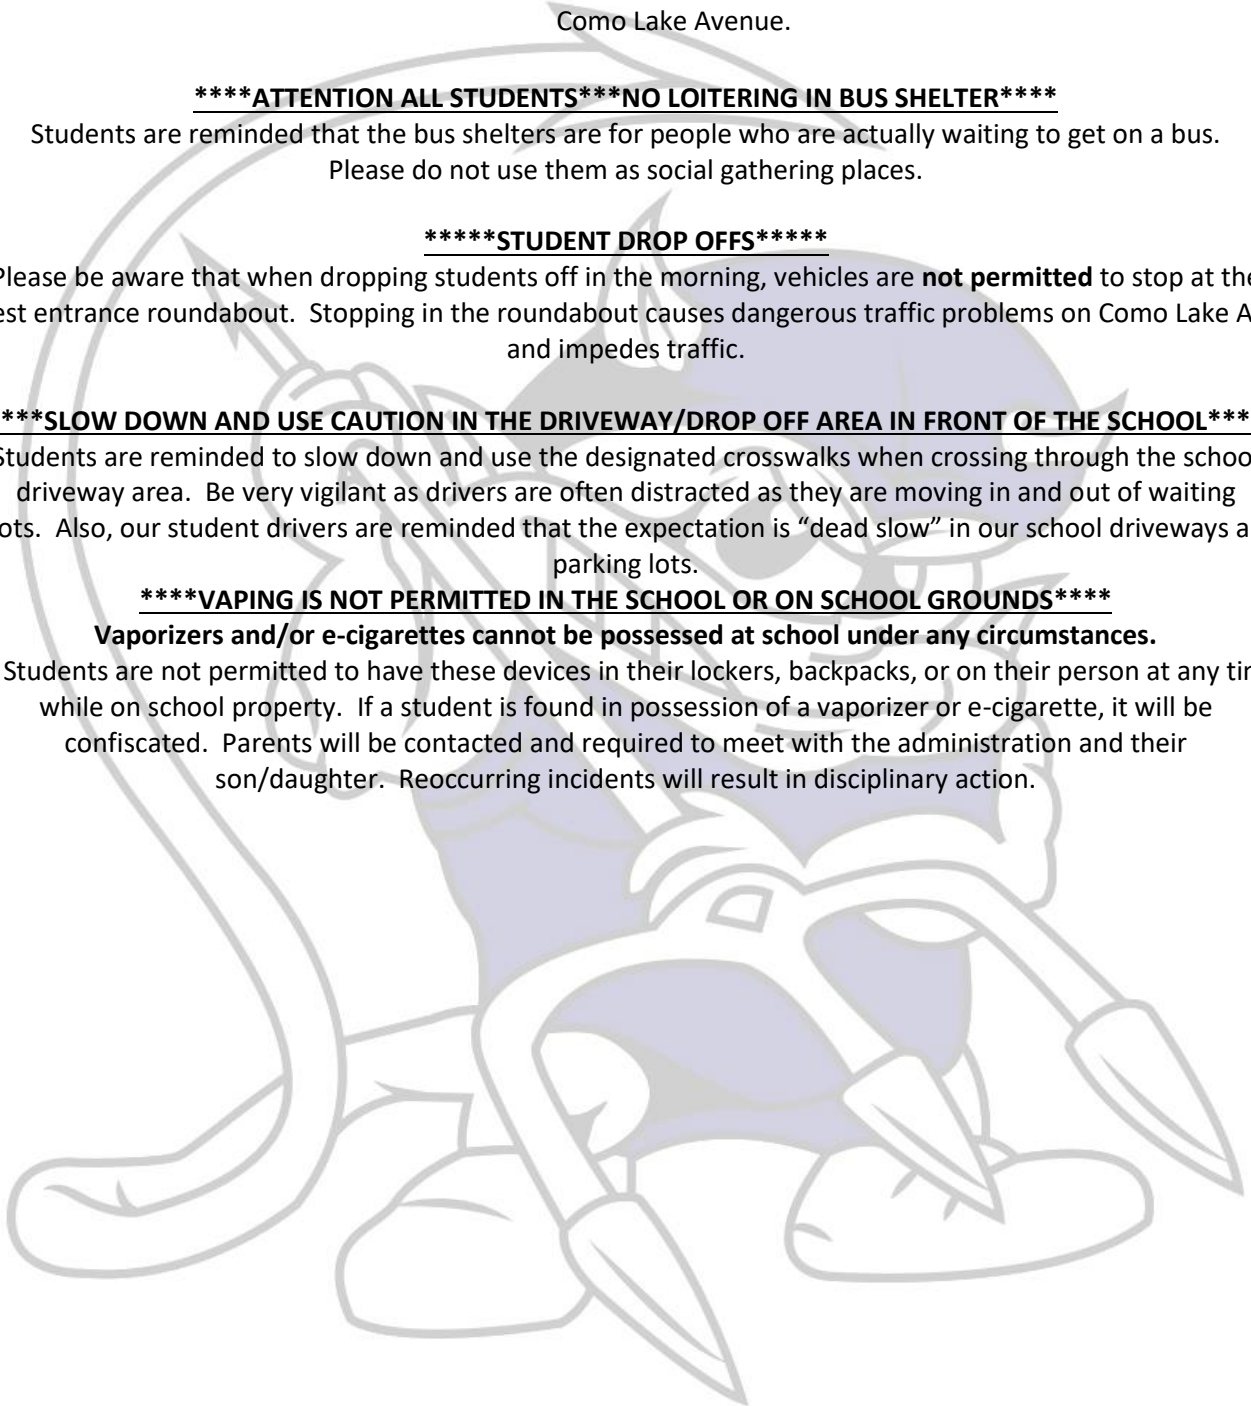 Como Lake Avenue.
****ATTENTION ALL STUDENTS***NO LOITERING IN BUS SHELTER****
Students are reminded that the bus shelters are for people who are actually waiting to get on a bus.
Please do not use them as social gathering places.
*****STUDENT DROP OFFS*****
Please be aware that when dropping students off in the morning, vehicles are not permitted to stop at the
est entrance roundabout. Stopping in the roundabout causes dangerous traffic problems on Como Lake A
and impedes traffic.
***SLOW DOWN AND USE CAUTION IN THE DRIVEWAY/DROP OFF AREA IN FRONT OF THE SCHOOL***
Students are reminded to slow down and use the designated crosswalks when crossing through the schoo
driveway area. Be very vigilant as drivers are often distracted as they are moving in and out of waiting
ots. Also, our student drivers are reminded that the expectation is “dead slow” in our school driveways a
parking lots.
****VAPING IS NOT PERMITTED IN THE SCHOOL OR ON SCHOOL GROUNDS****
Vaporizers and/or e-cigarettes cannot be possessed at school under any circumstances.
Students are not permitted to have these devices in their lockers, backpacks, or on their person at any
while on school property. If a student is found in possession of a vaporizer or e-cigarette, it will be
confiscated. Parents will be contacted and required to meet with the administration and their
son/daughter. Reoccurring incidents will result in disciplinary action.